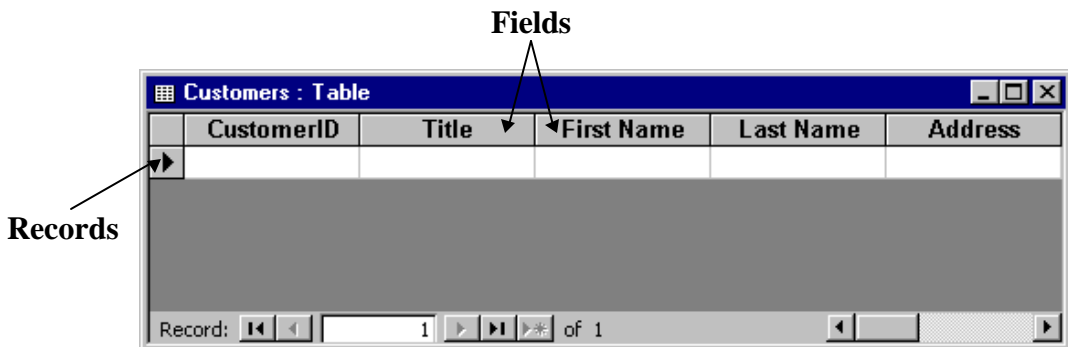 Fields
Customers : Table
CustomerID Title First Name Last Name Address
Records
Record: 1 of 1